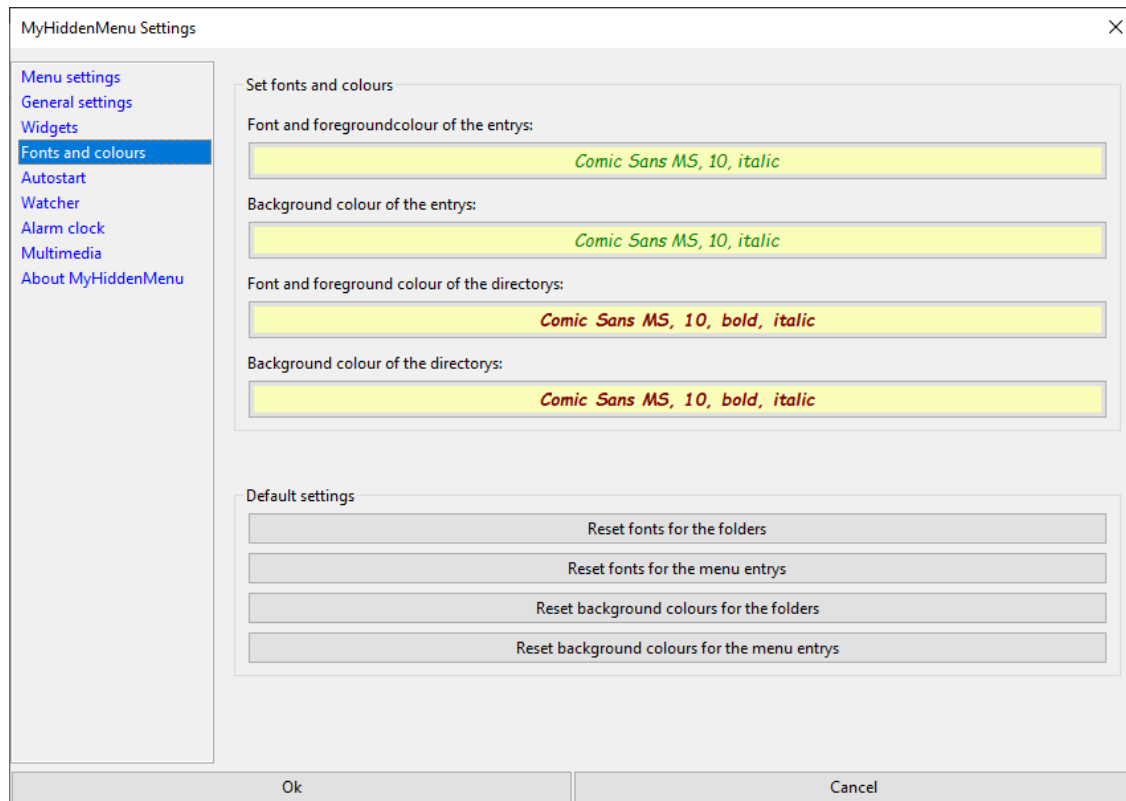 MyHiddenMenu Settings
Menu settings
General settings
Widgets
Fonts and colours
Autostart
Watcher
Alarm clock
Multimedia
About MyHiddenMenu
Set fonts and colours
Font and foregroundcolour of the entrys:
Comic Sans MS, 10, italic
Background colour of the entrys:
Comic Sans MS, 10, italic
Font and foreground colour of the directorys:
Comic Sans MS, 10, bold, italic
Background colour of the directorys:
Comic Sans MS, 10, bold, italic
Default settings
Reset fonts for the folders
Reset fonts for the menu entrys
Reset background colours for the folders
Reset background colours for the menu entrys
Ok
Cancel